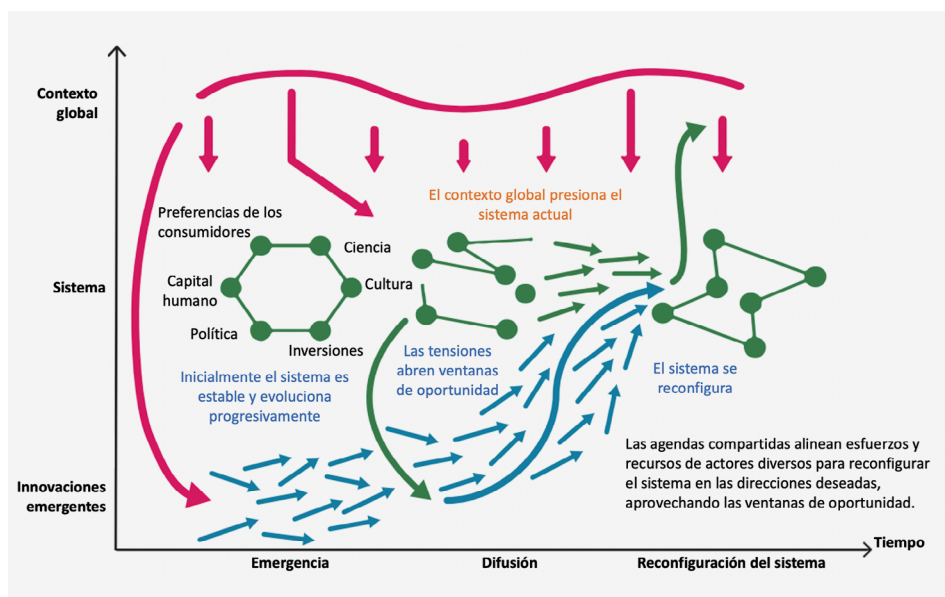 Contexto
global
El contexto global presiona el
sistema actual
Preferencias de los
consumidores
Ciencia
Capital
humano
Cultura
Sistema
Política
Inversiones
Inicialmente el sistema es
estable y evoluciona
progresivamente
Las tensiones
abren ventanas
de oportunidad
El sistema se
reconfigura
Las agendas compartidas alinean esfuerzos y
recursos de actores diversos para reconfigurar
el sistema en las direcciones deseadas,
aprovechando las ventanas de oportunidad.
Innovaciones
emergentes
Tiempo
Emergencia
Difusión
Reconfiguración del sistema